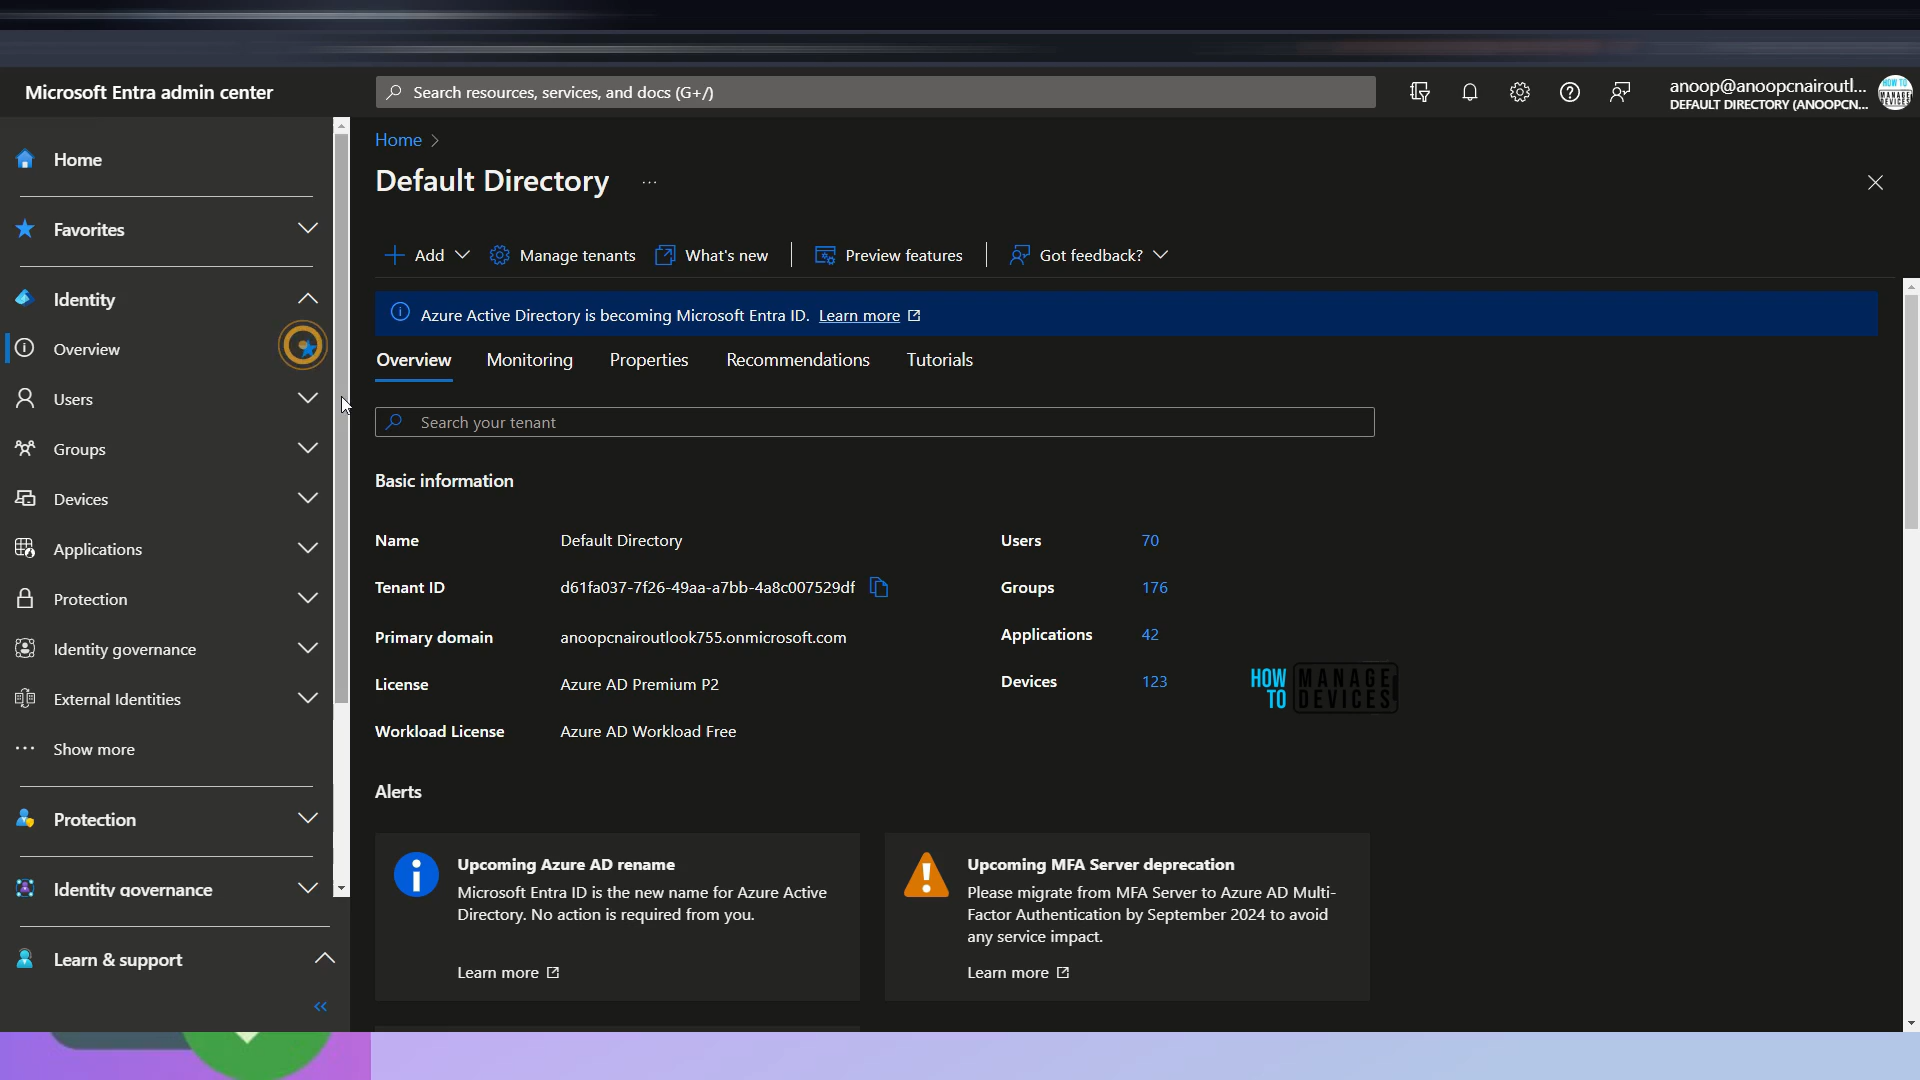 Microsoft Entra admin center
Search resources, services, and docs (G+/)
anoop@anoopcnairoutl...
DEFAULT DIRECTORY (ANOOPCN...
HOW TO
MANAGE
DEVICES
Home
Favorites
Identity
Overview
Users
Groups
Devices
Applications
Protection
Identity governance
External Identities
Show more
Protection
Identity governance
Learn & support
Home
Default Directory
Add
Manage tenants
What's new
Preview features
Got feedback?
Azure Active Directory is becoming Microsoft Entra ID. Learn more
Overview Monitoring Properties Recommendations Tutorials
Search your tenant
Basic information
Name Default Directory
Tenant ID d61fa037-7f26-49aa-a7bb-4a8c007529df
Primary domain anoopcnairoutlook755.onmicrosoft.com
License Azure AD Premium P2
Workload License Azure AD Workload Free
Users 70
Groups 176
Applications 42
Devices 123
HOW
TO
MANAGE
DEVICES
Alerts
Upcoming Azure AD rename
Microsoft Entra ID is the new name for Azure Active
Directory. No action is required from you.
Learn more
Upcoming MFA Server deprecation
Please migrate from MFA Server to Azure AD Multi-
Factor Authentication by September 2024 to avoid
any service impact.
Learn more